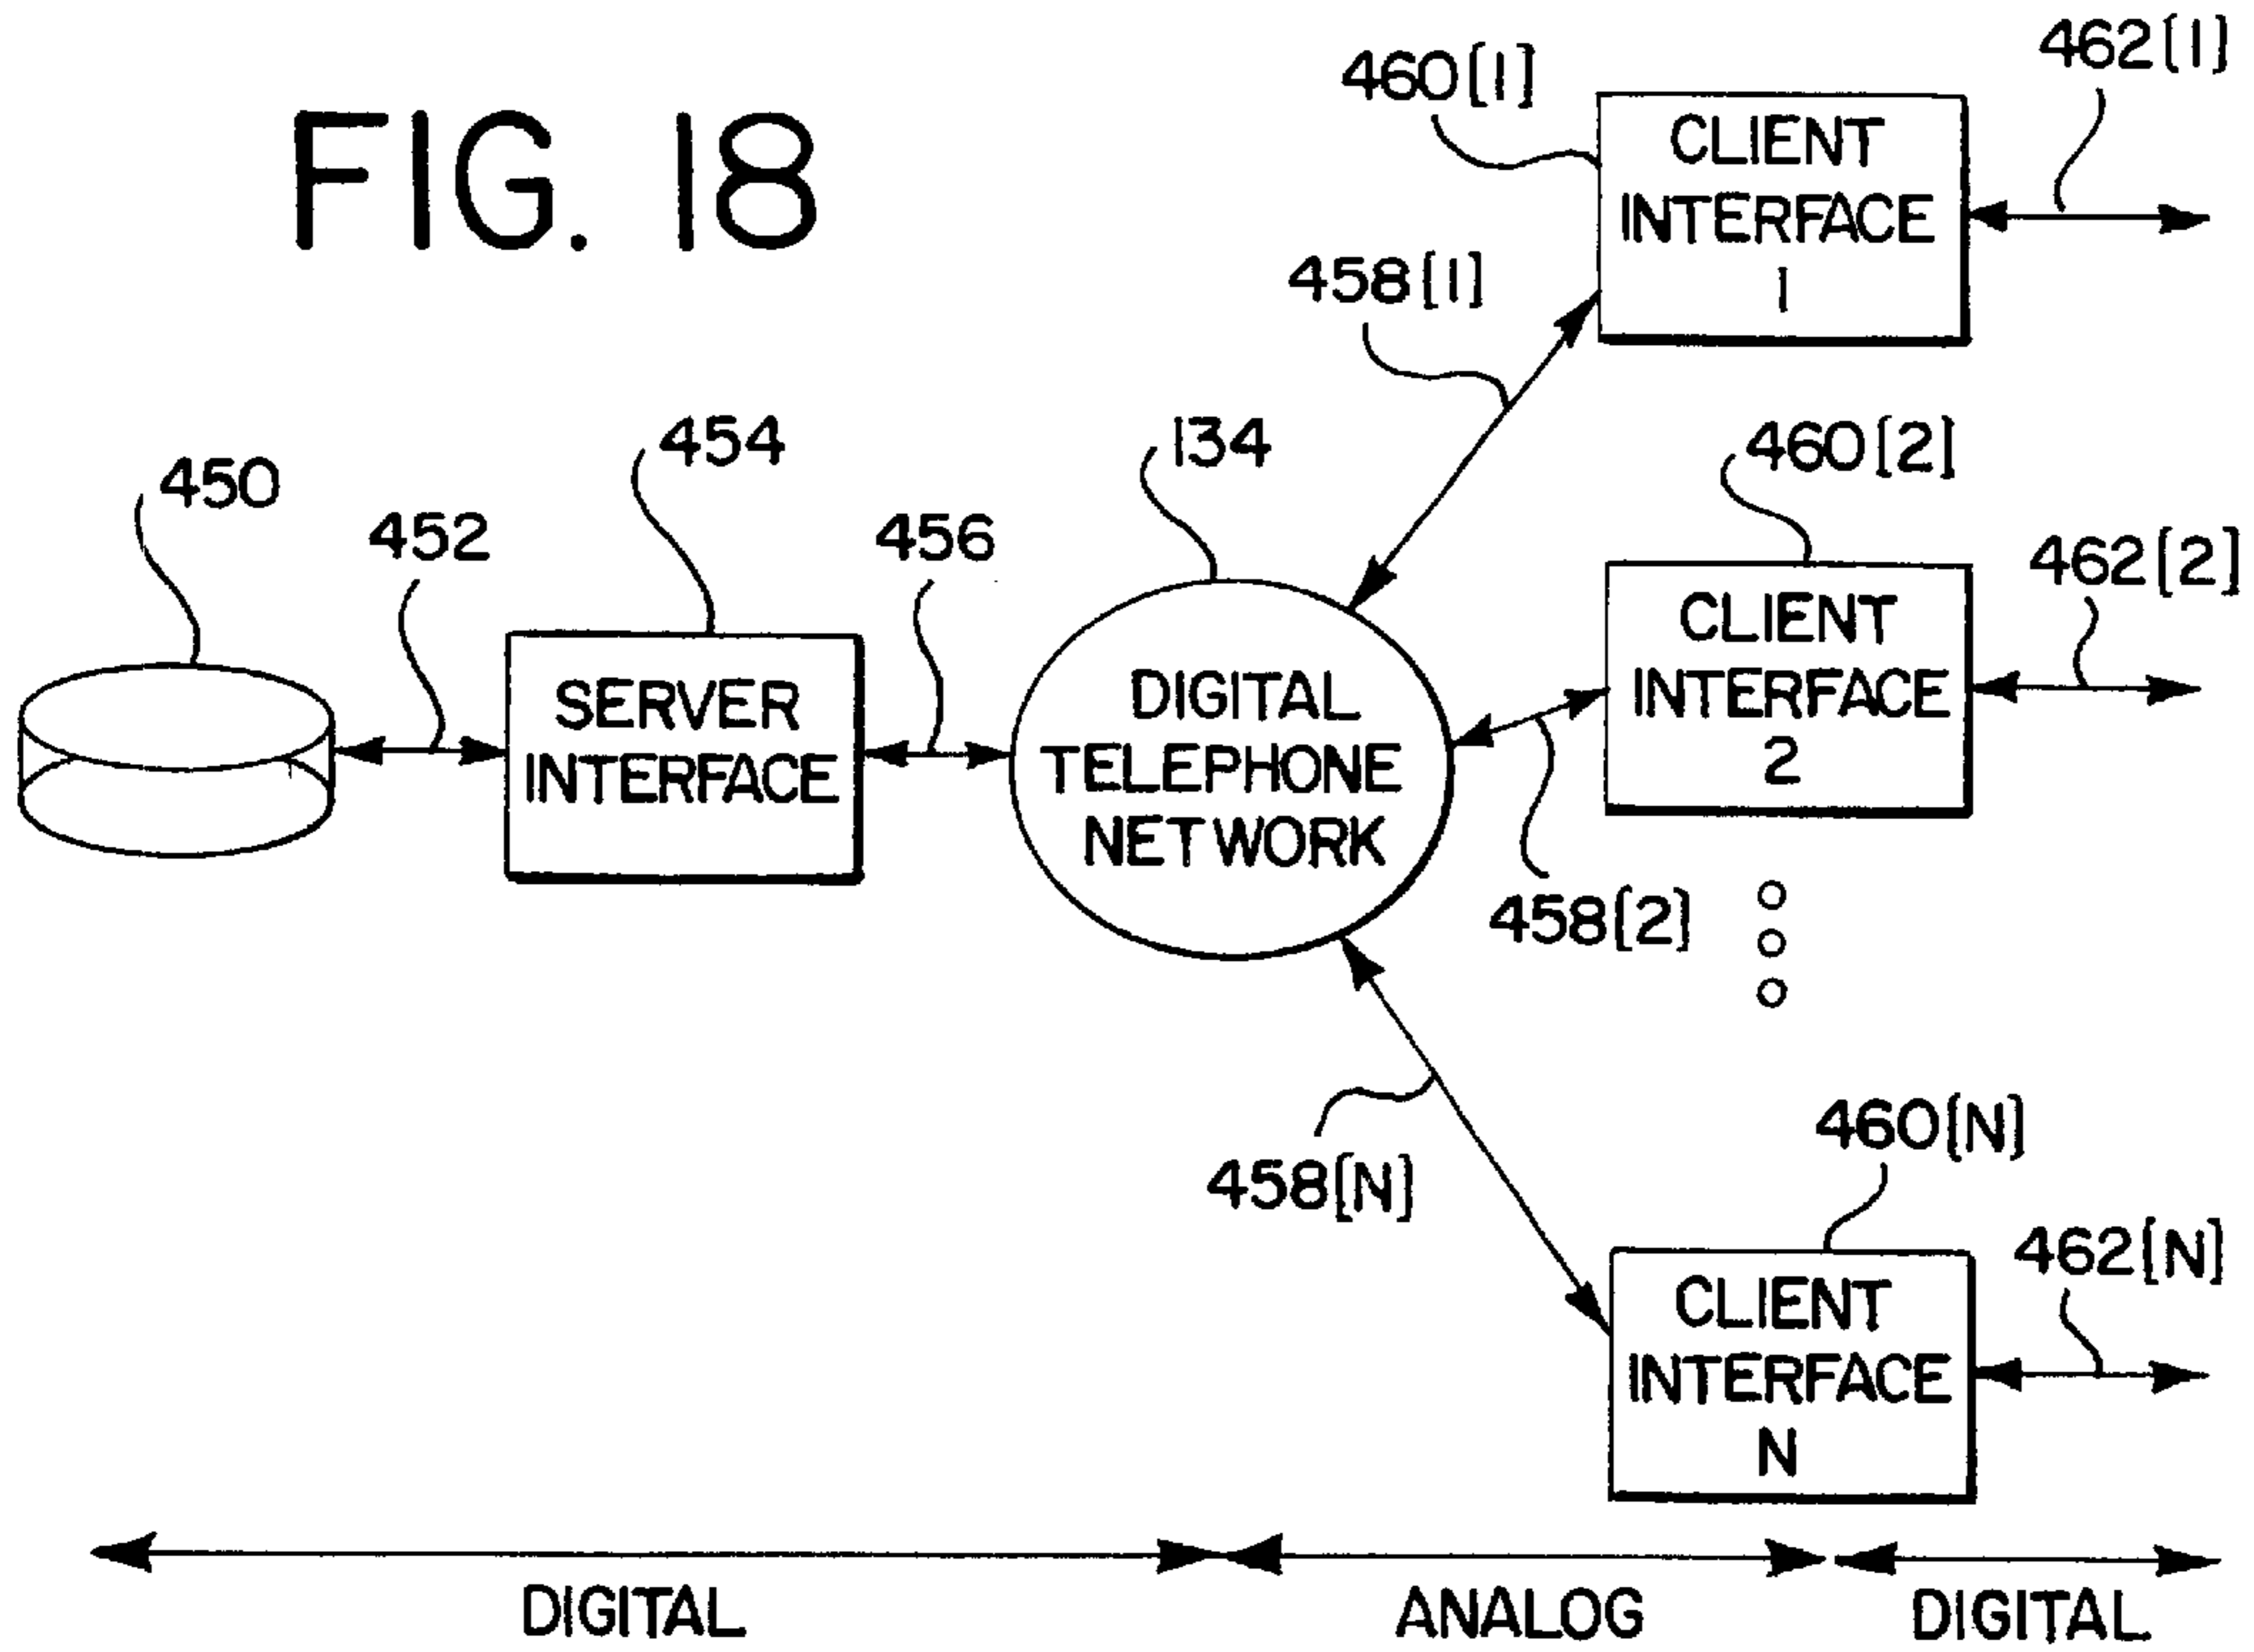 FIG. 18
460[1]
462[1]
CLIENT
INTERFACE
1
458[1]
450
452
454
456
134
460[2]
462[2]
SERVER
INTERFACE
DIGITAL
TELEPHONE
NETWORK
CLIENT
INTERFACE
2
458[2]
458[N]
460[N]
462[N]
CLIENT
INTERFACE
N
DIGITAL
ANALOG
DIGITAL